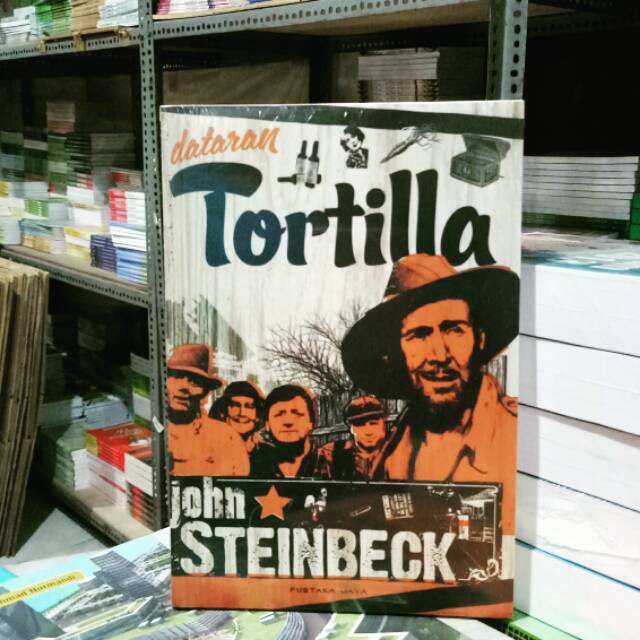 dataran
Tortilla
john
STEINBECK
PUSTAKA JAYA